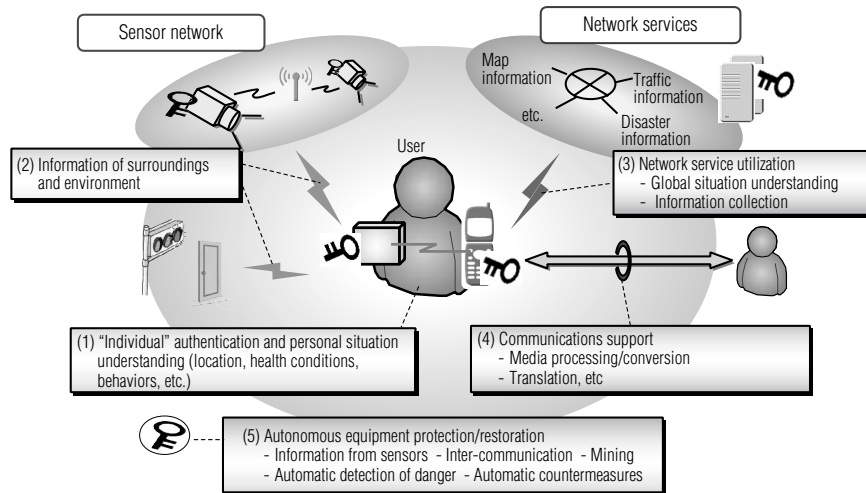 Sensor network
Network services
Map
information
Traffic
information
etc.
Disaster
information
User
(2) Information of surroundings
and environment
(3) Network service utilization
- Global situation understanding
- Information collection
(1) “Individual” authentication and personal situation
understanding (location, health conditions,
behaviors, etc.)
(4) Communications support
- Media processing/conversion
- Translation, etc
(5) Autonomous equipment protection/restoration
- Information from sensors - Inter-communication - Mining
- Automatic detection of danger - Automatic countermeasures